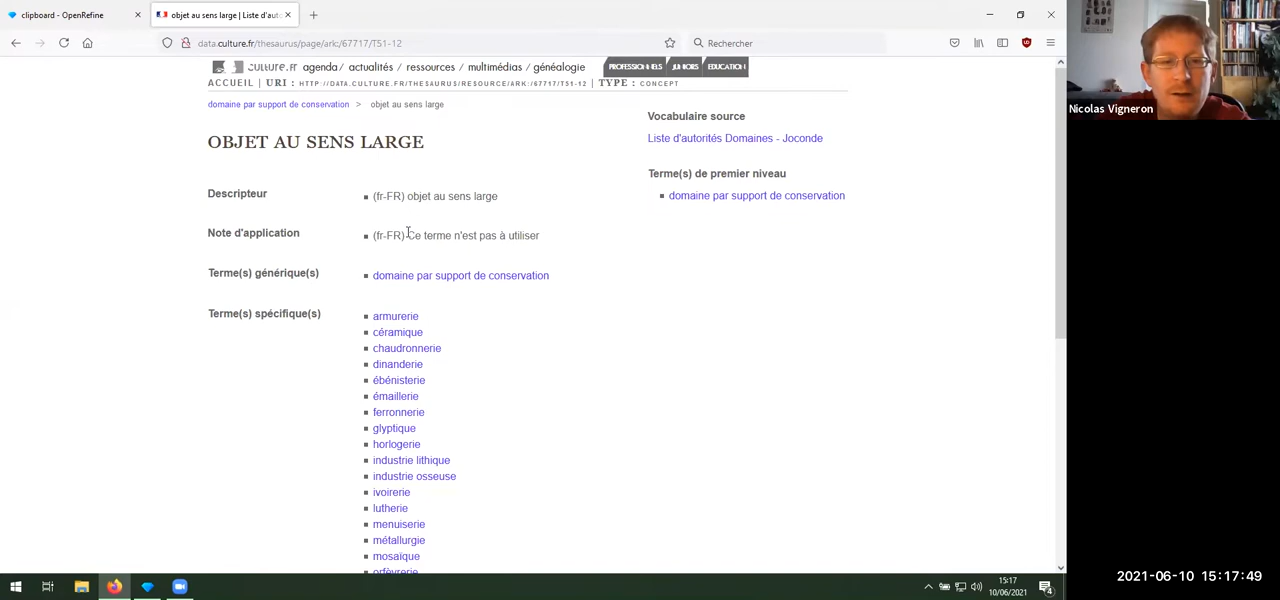 clipboard - OpenRefine
objet au sens large | Liste d'auto
data.culture.fr/thesaurus/page/ark:/67717/T51-12
Rechercher
culture.fr agenda / actualités / ressources / multimédias / généalogie
PROFESSIONNELS JUNIORS EDUCATION
ACCUEIL | URI : HTTP://DATA.CULTURE.FR/THESAURUS/RESOURCE/ARK:/67717/T51-12 | TYPE : CONCEPT
domaine par support de conservation > objet au sens large
Vocabulaire source
Liste d'autorités Domaines - Joconde
OBJET AU SENS LARGE
Terme(s) de premier niveau
domaine par support de conservation
Descripteur
(fr-FR) objet au sens large
Note d'application
(fr-FR) Ce terme n'est pas à utiliser
Terme(s) générique(s)
domaine par support de conservation
Terme(s) spécifique(s)
armurerie
céramique
chaudronnerie
dinanderie
ébénisterie
émaillerie
ferronnerie
glyptique
horlogerie
industrie lithique
industrie osseuse
ivoirerie
lutherie
menuiserie
métallurgie
mosaïque
orfèvrerie
Nicolas Vigneron
15:17
10/06/2021
4
2021-06-10 15:17:49